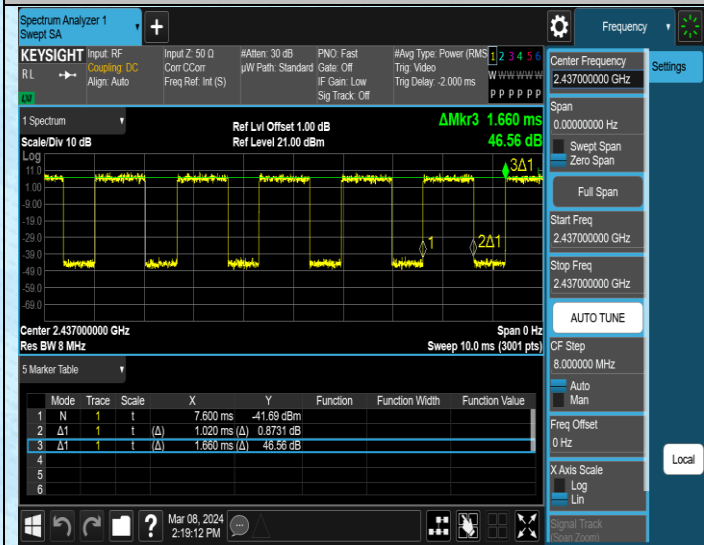 Spectrum Analyzer 1
Swept SA
+
Frequency
KEYSIGHT
RL
LXI
Input: RF
Coupling: DC
Align: Auto
Input Z: 50 Ω
Corr CCorr
Freq Ref: Int (S)
#Atten: 30 dB
µW Path: Standard
PNO: Fast
Gate: Off
IF Gain: Low
Sig Track: Off
#Avg Type: Power (RMS
Trig: Video
Trig Delay: -2.000 ms
1 2 3 4 5 6
W W W W W W
P P P P P P
Center Frequency
2.437000000 GHz
Settings
Span
0.00000000 Hz
Swept Span
Zero Span
Full Span
Start Freq
2.437000000 GHz
Stop Freq
2.437000000 GHz
AUTO TUNE
CF Step
8.000000 MHz
Auto
Man
Freq Offset
0 Hz
X Axis Scale
Log
Lin
Signal Track
(Span Zoom)
Local
1 Spectrum
Scale/Div 10 dB
Ref Lvl Offset 1.00 dB
Ref Level 21.00 dBm
ΔMkr3 1.660 ms
46.56 dB
Log
11.0
1.00
-9.00
-19.0
-29.0
-39.0
-49.0
-59.0
-69.0
3Δ1
1
2Δ1
Center 2.437000000 GHz
Res BW 8 MHz
Span 0 Hz
Sweep 10.0 ms (3001 pts)
5 Marker Table
Mode Trace Scale X Y Function Function Width Function Value
1 N 1 t 7.600 ms -41.69 dBm
2 Δ1 1 t (Δ) 1.020 ms (Δ) 0.8731 dB
3 Δ1 1 t (Δ) 1.660 ms (Δ) 46.56 dB
4
5
6
?
Mar 08, 2024
2:19:12 PM